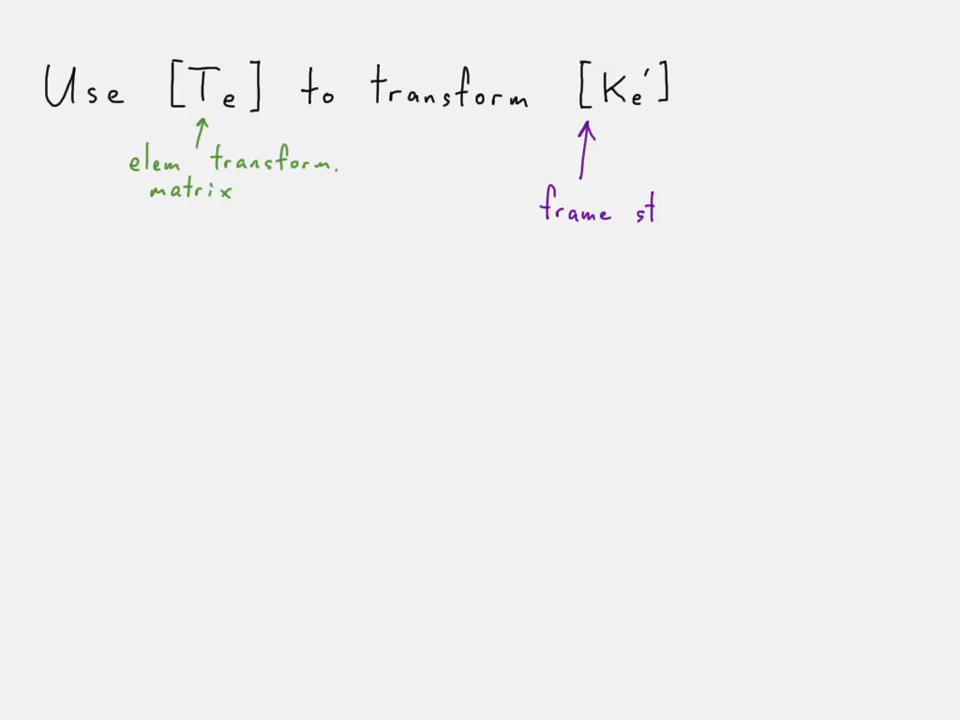 Use [Te] to transform [Ke']
elem transform.
matrix
frame st